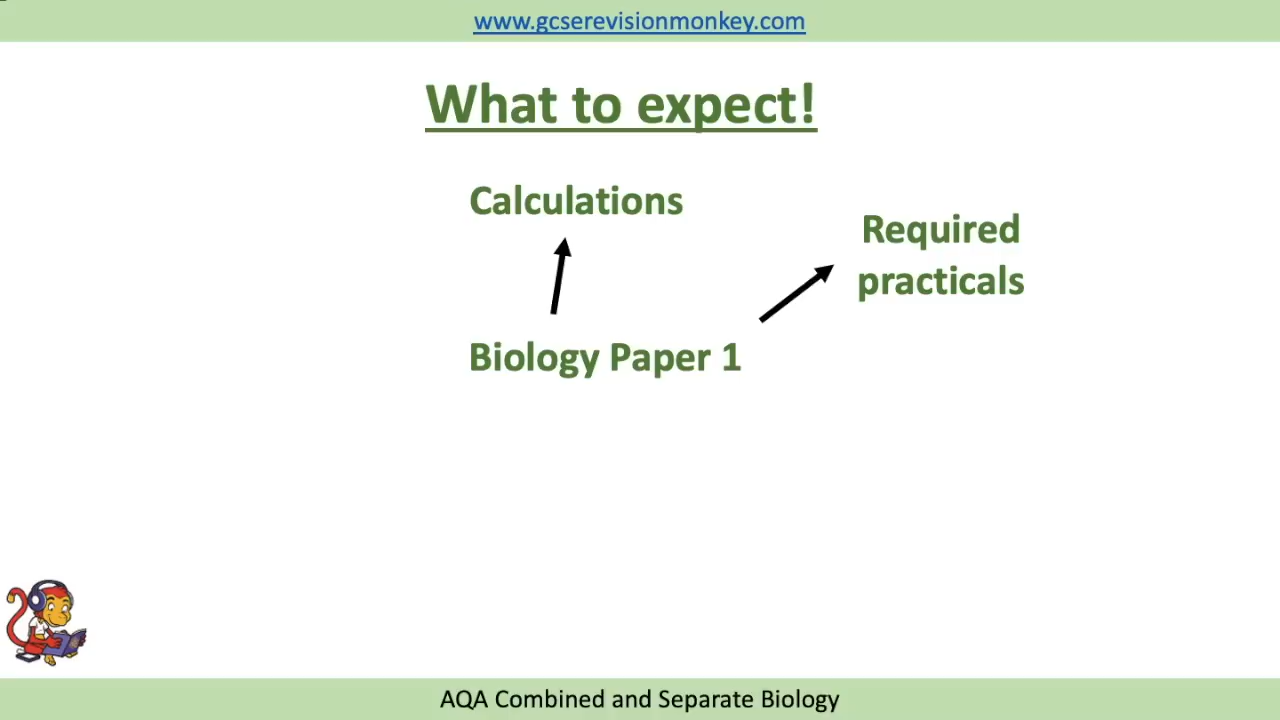 www.gcserevisionmonkey.com
What to expect!
Calculations
Required
practicals
Biology Paper 1
AQA Combined and Separate Biology